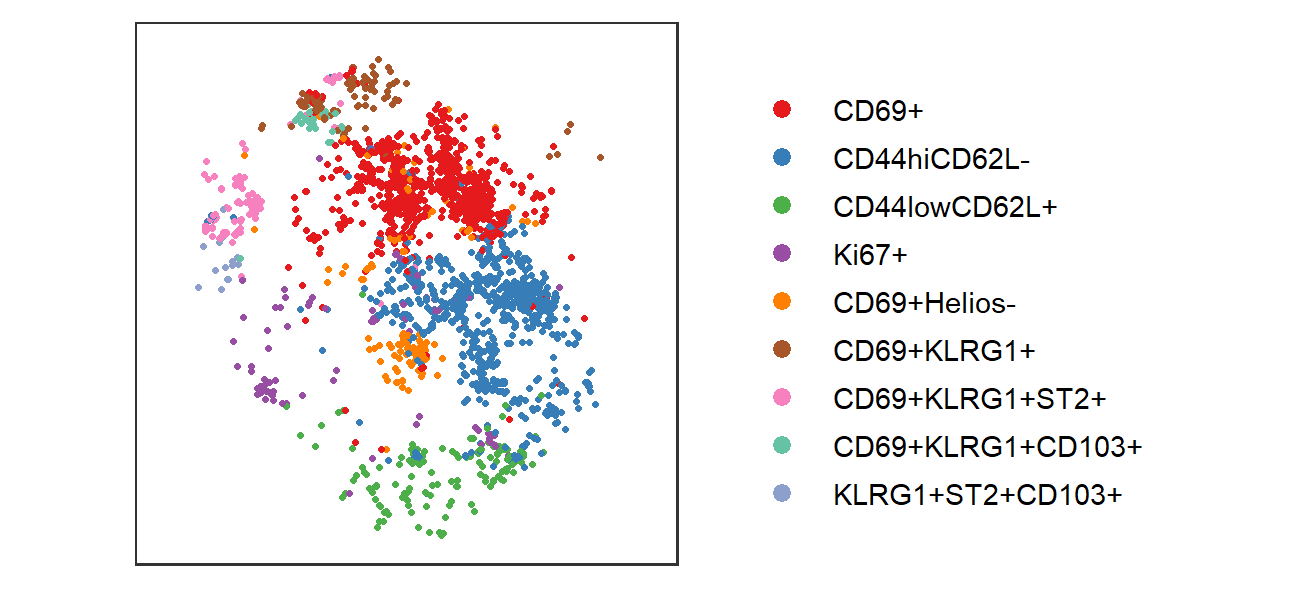 CD69+
CD44hiCD62L-
CD44lowCD62L+
Ki67+
CD69+Helios-
CD69+KLRG1+
CD69+KLRG1+ST2+
CD69+KLRG1+CD103+
KLRG1+ST2+CD103+